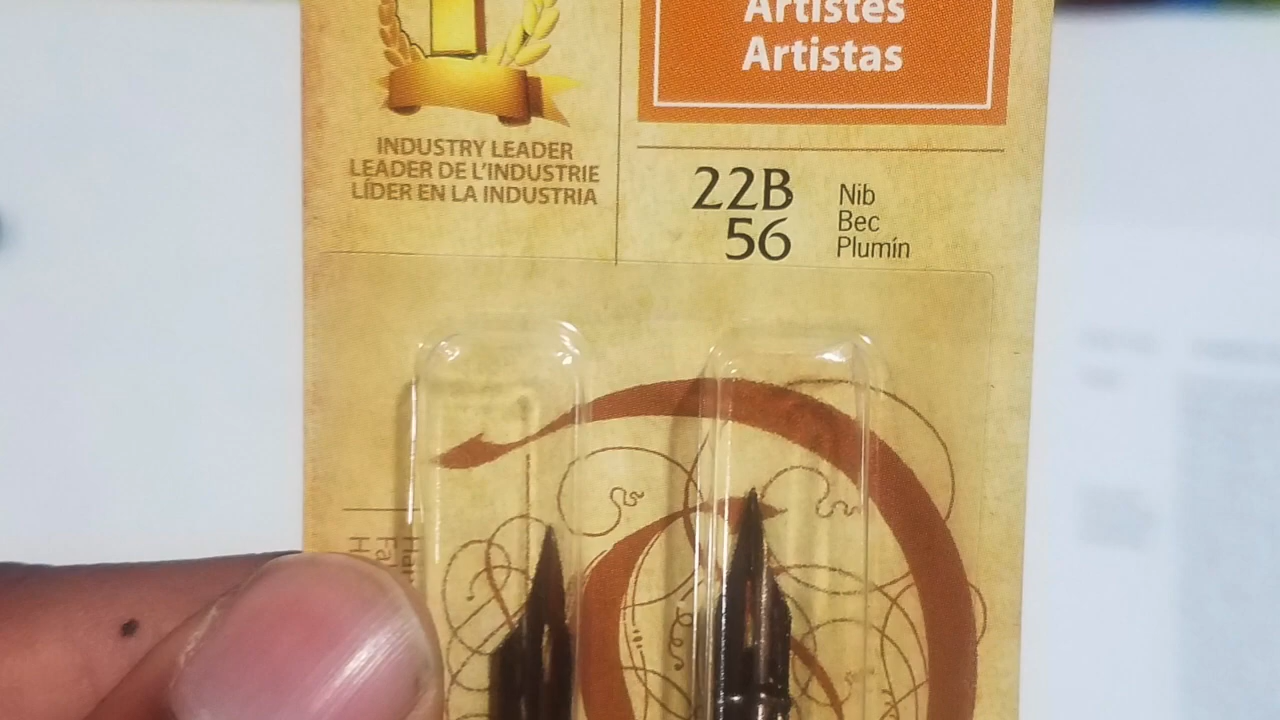 Artistes
Artistas
INDUSTRY LEADER
LEADER DE L'INDUSTRIE
LÍDER EN LA INDUSTRIA
22B
56
Nib
Bec
Plumín